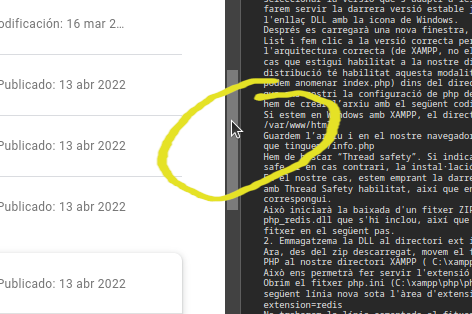 odificación: 16 mar 2…
Publicado: 13 abr 2022
Publicado: 13 abr 2022
Publicado: 13 abr 2022
Publicado: 13 abr 2022
farem servir la darrera versió estable
l'enllaç DLL amb la icona de Windows.
Després es carregarà una nova finestra,
List i fem clic a la versió correcta per
l'arquitectura correcta (de XAMPP, no el
cas que estigui habilitat a la nostra di
distribució té habilitat aquesta modalit
podem anomenar index.php) dins del direc
mostri la configuració de php de
hem de crear l'arxiu amb el següent codi
Si estem en Windows amb XAMPP, el direct
/var/www/html
Guardem l'arxiu i en el nostre navegador
que tinguem /info.php
Hem de buscar “Thread safety”. Si indica
safe i en cas contrari, la instal·lació
el nostre cas, estem emprant la darrer
amb Thread Safety habilitat, així que en
correspongui.
Això iniciarà la baixada d'un fitxer ZIP
php_redis.dll que s'hi inclou, així que
fitxer en el següent pas.
2. Emmagatzema la DLL al directori ext i
Ara, des del zip descarregat, movem el f
PHP al nostre directori XAMPP ( C:\xampp
Això ens permetrà fer servir l'extensió
Obrim el fitxer php.ini (C:\xampp\php\ph
següent línia nova sota l'àrea d'extensi
extension=redis